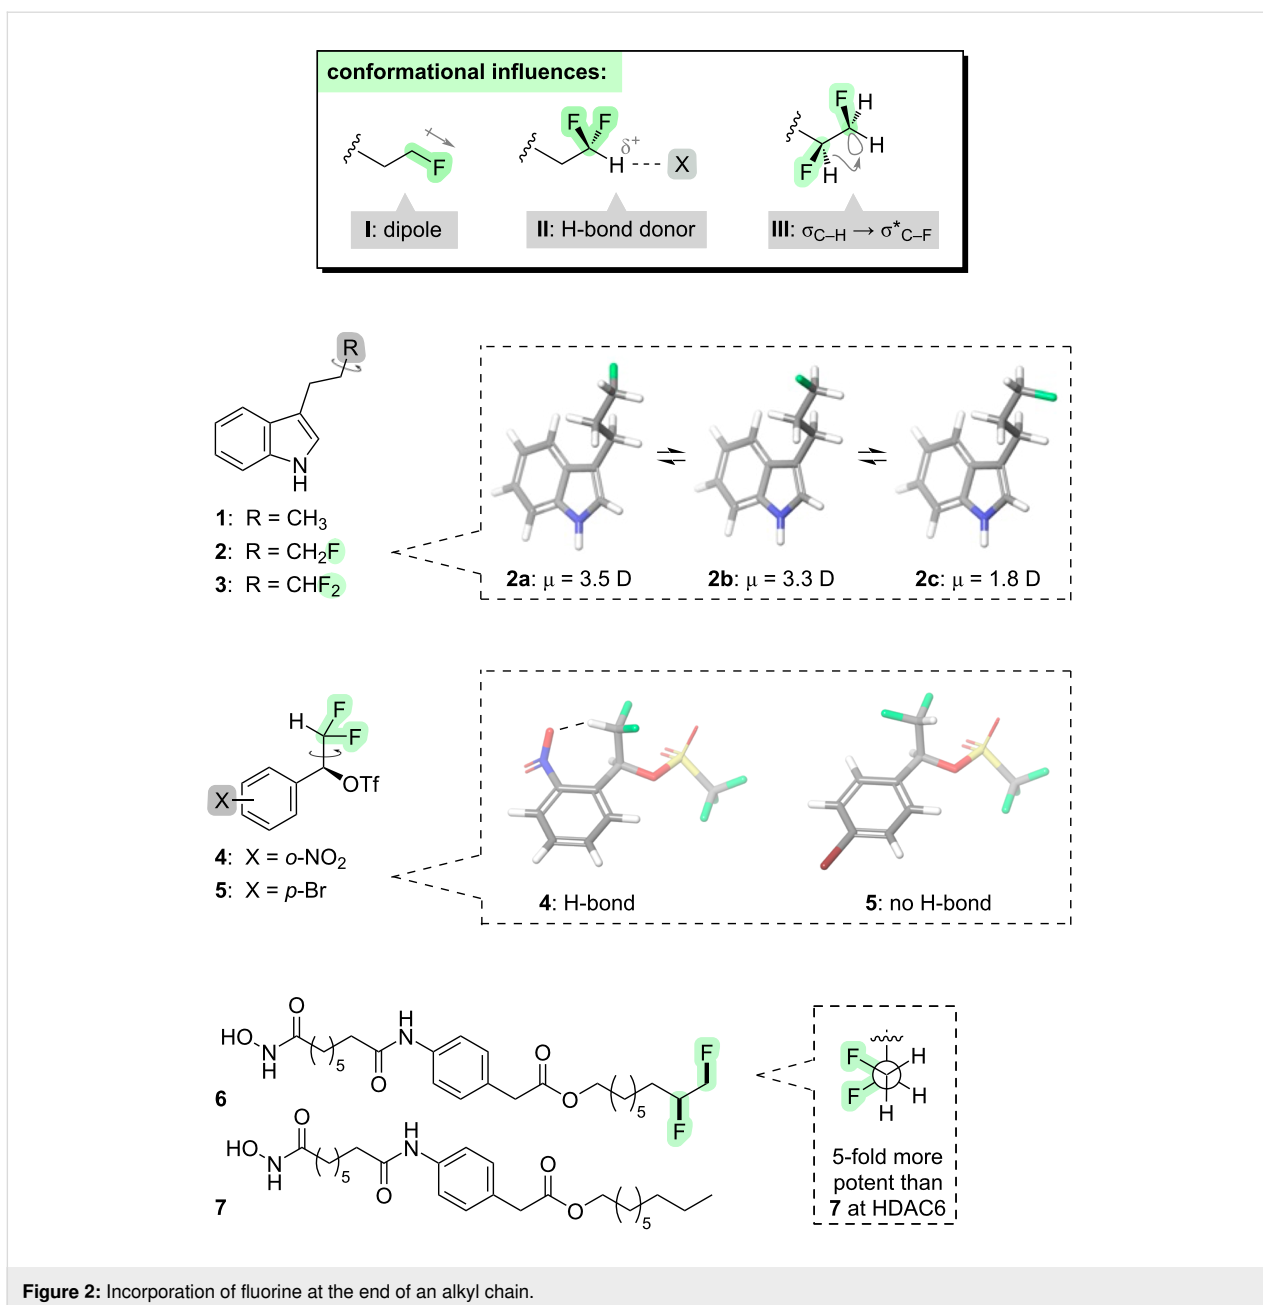 conformational influences:
F
F F
δ+
H
X
F H
H
F H
I: dipole
II: H-bond donor
III: σC–H → σ*C–F
R
N
H
1: R = CH3
2: R = CH2F
3: R = CHF2
2a: μ = 3.5 D
2b: μ = 3.3 D
2c: μ = 1.8 D
H F
F
OTf
X
4: X = o-NO2
5: X = p-Br
4: H-bond
5: no H-bond
O
HO
N
H
5
O
H
N
O
O
5
F
F
6
F H
F H
H
5-fold more
potent than
7 at HDAC6
O
HO
N
H
5
O
H
N
O
O
5
7
Figure 2: Incorporation of fluorine at the end of an alkyl chain.